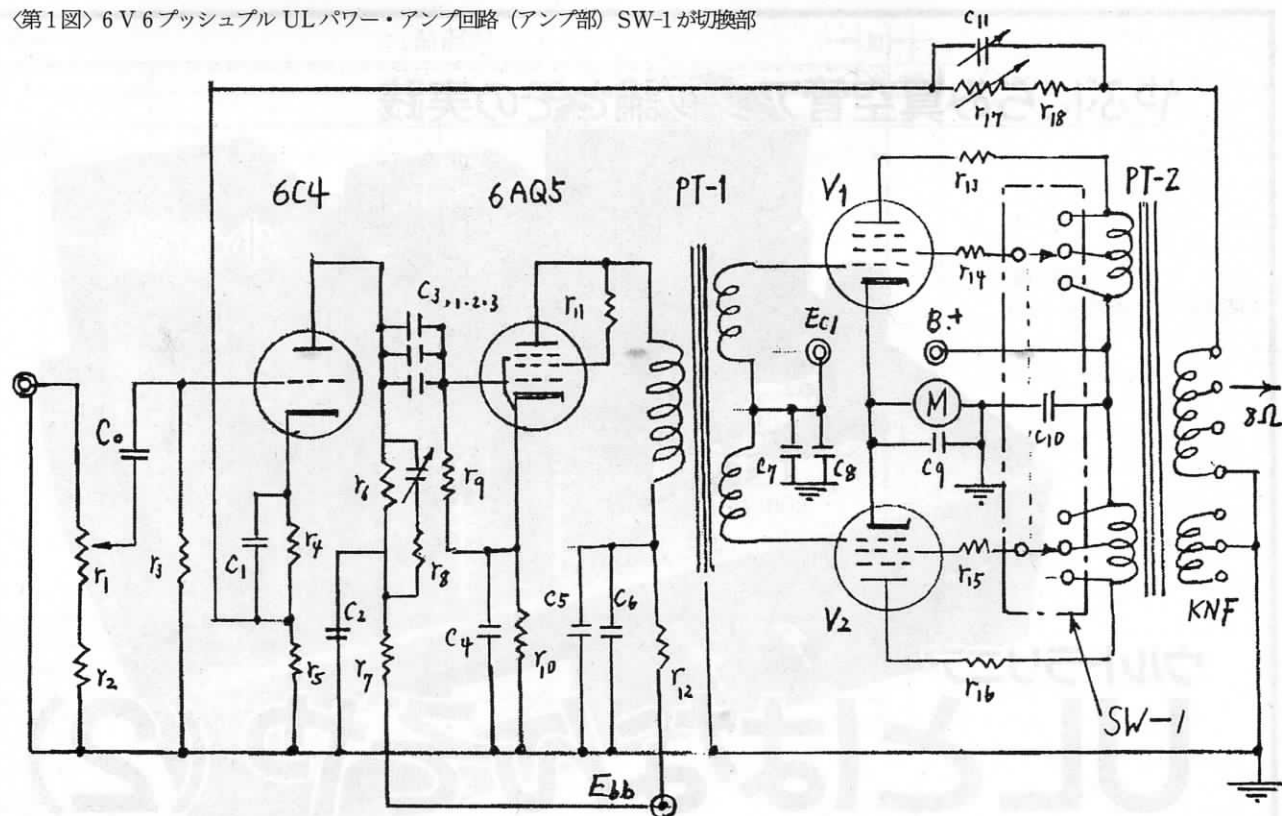 〈第1図〉6V6プッシュプル ULパワー・アンプ回路(アンプ部) SW-1が切換部
C11
r17
r18
r13
6C4
6AQ5
PT-1
V1
PT-2
r14
C3,1・2・3
r11
Ec1
B.+
M
8Ω
C0
C10
C7
C8
C9
r6
r9
r1
r3
C1
r4
r8
r15
C2
C5
C6
V2
KNF
r2
r5
r7
C4
r10
r12
r16
SW-1
Ebb